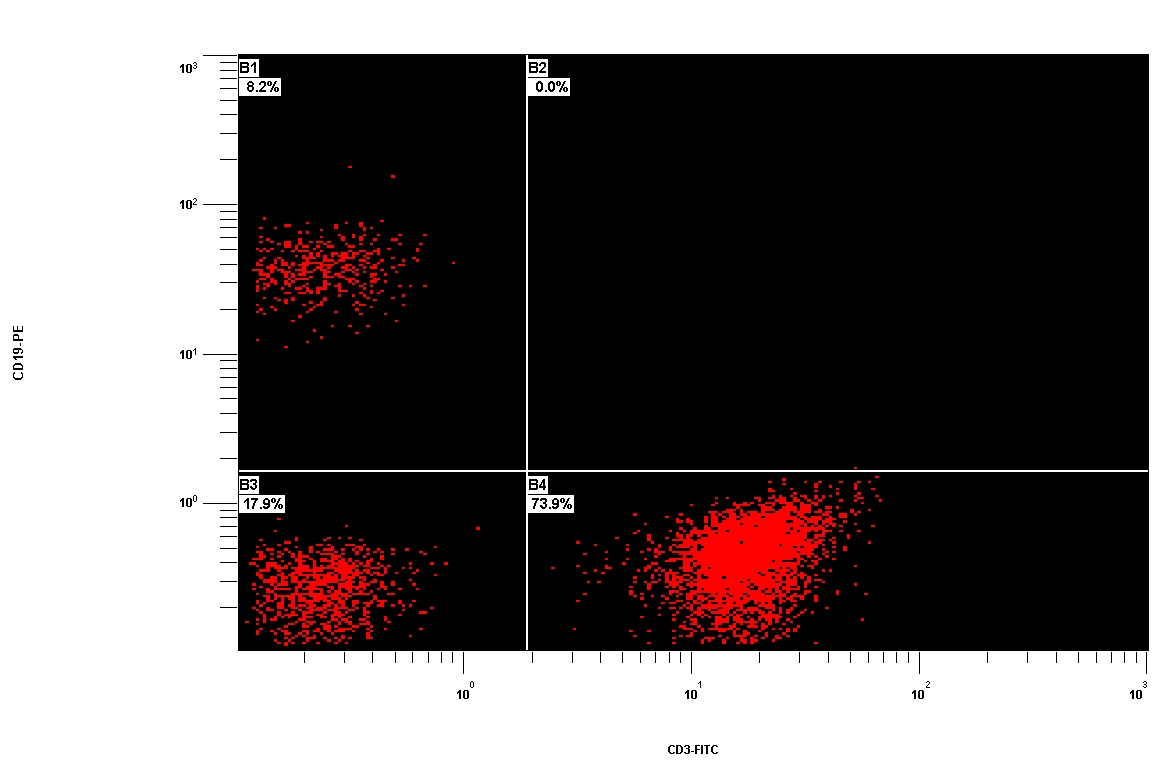 10³
B1
8.2%
B2
0.0%
10²
CD19-PE
10¹
B3
17.9%
B4
73.9%
10⁰
10⁰
10¹
10²
10³
CD3-FITC